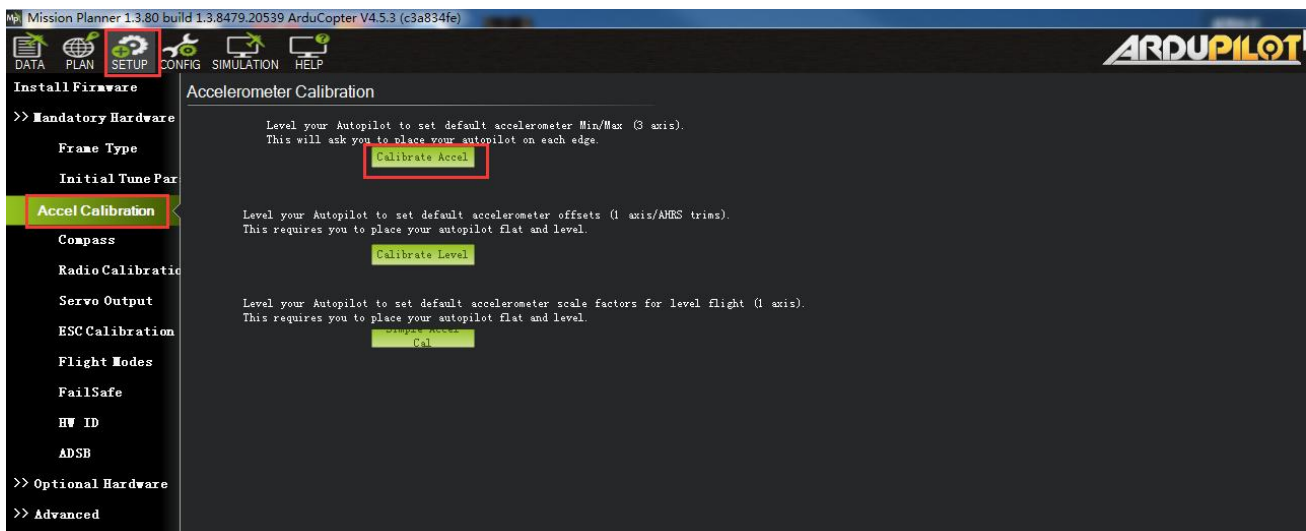 Mission Planner 1.3.80 build 1.3.8479.20539 ArduCopter V4.5.3 (c3a834fe)
DATA PLAN SETUP CONFIG SIMULATION HELP
ARDUPILOT
Install Firmware
Accelerometer Calibration
>> Mandatory Hardware
Level your Autopilot to set default accelerometer Min/Max (3 axis).
This will ask you to place your autopilot on each edge.
Calibrate Accel
Frame Type
Initial Tune Par
Accel Calibration
Level your Autopilot to set default accelerometer offsets (1 axis/AHRS trims).
This requires you to place your autopilot flat and level.
Calibrate Level
Compass
Radio Calibratio
Servo Output
Level your Autopilot to set default accelerometer scale factors for level flight (1 axis).
This requires you to place your autopilot flat and level.
Simple Accel
Cal
ESC Calibration
Flight Modes
FailSafe
HW ID
ADSB
>> Optional Hardware
>> Advanced